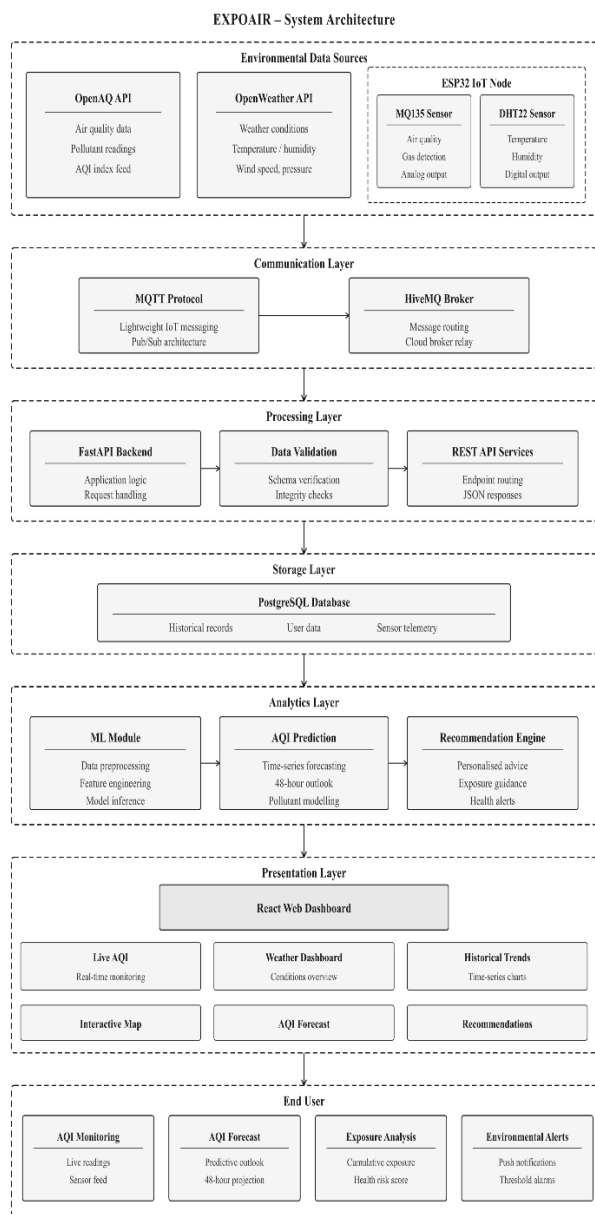 EXPOAIR – System Architecture
Environmental Data Sources
OpenAQ API
Air quality data
Pollutant readings
AQI index feed
OpenWeather API
Weather conditions
Temperature / humidity
Wind speed, pressure
ESP32 IoT Node
MQ135 Sensor
Air quality
Gas detection
Analog output
DHT22 Sensor
Temperature
Humidity
Digital output
Communication Layer
MQTT Protocol
Lightweight IoT messaging
Pub/Sub architecture
HiveMQ Broker
Message routing
Cloud broker relay
Processing Layer
FastAPI Backend
Application logic
Request handling
Data Validation
Schema verification
Integrity checks
REST API Services
Endpoint routing
JSON responses
Storage Layer
PostgreSQL Database
Historical records User data Sensor telemetry
Analytics Layer
ML Module
Data preprocessing
Feature engineering
Model inference
AQI Prediction
Time-series forecasting
48-hour outlook
Pollutant modelling
Recommendation Engine
Personalised advice
Exposure guidance
Health alerts
Presentation Layer
React Web Dashboard
Live AQI
Real-time monitoring
Weather Dashboard
Conditions overview
Historical Trends
Time-series charts
Interactive Map
AQI Forecast
Recommendations
End User
AQI Monitoring
Live readings
Sensor feed
AQI Forecast
Predictive outlook
48-hour projection
Exposure Analysis
Cumulative exposure
Health risk score
Environmental Alerts
Push notifications
Threshold alarms